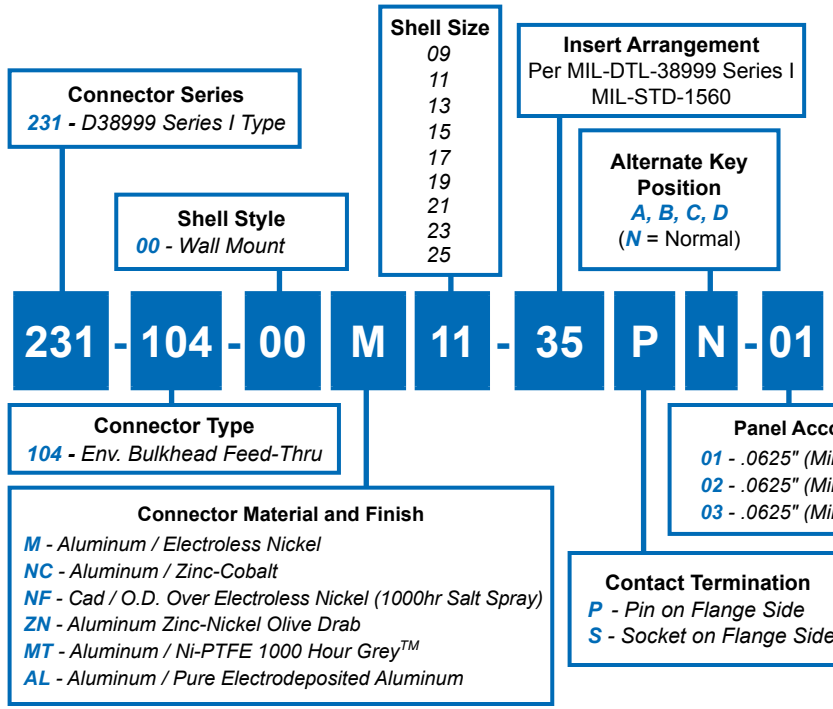 Connector Series
231 - D38999 Series I Type
Shell Style
00 - Wall Mount
Shell Size
09
11
13
15
17
19
21
23
25
Insert Arrangement
Per MIL-DTL-38999 Series I
MIL-STD-1560
Alternate Key
Position
A, B, C, D
(N = Normal)
231 - 104 - 00 M 11 - 35 P N - 01
Connector Type
104 - Env. Bulkhead Feed-Thru
Connector Material and Finish
M - Aluminum / Electroless Nickel
NC - Aluminum / Zinc-Cobalt
NF - Cad / O.D. Over Electroless Nickel (1000hr Salt Spray)
ZN - Aluminum Zinc-Nickel Olive Drab
MT - Aluminum / Ni-PTFE 1000 Hour Grey™
AL - Aluminum / Pure Electrodeposited Aluminum
Panel
01 - .0625"
02 - .0625"
03 - .0625"
Contact Termination
P - Pin on Flange Side
S - Socket on Flange Side